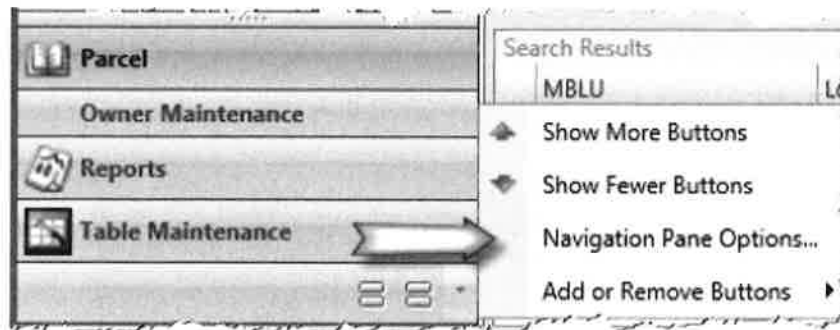 Parcel
Owner Maintenance
Reports
Table Maintenance
Search Results
MBLU
Show More Buttons
Show Fewer Buttons
Navigation Pane Options...
Add or Remove Buttons